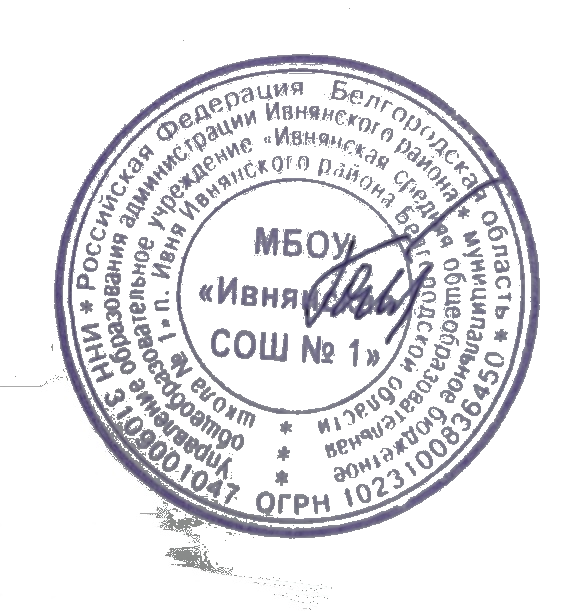 * Российская Федерация Белгородская область *
ИНН 3109001047 ОГРН 1023100836450
Управление образования администрации Ивнянского района * муниципальное бюджетное
общеобразовательное учреждение «Ивнянская средняя общеобразовательная
школа № 1» п. Ивня Ивнянского района Белгородской области
*
*
*
МБОУ
СОШ № 1»